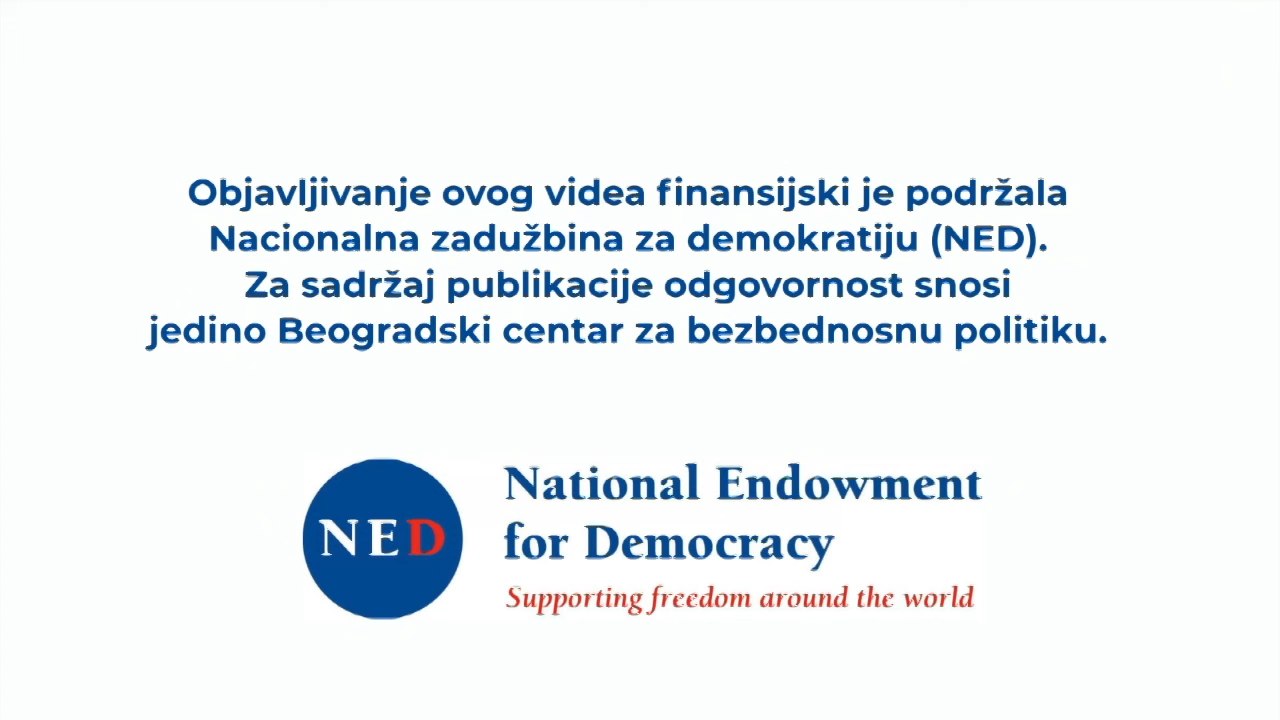 Objavljivanje ovog videa finansijski je podržala
Nacionalna zadužbina za demokratiju (NED).
Za sadržaj publikacije odgovornost snosi
jedino Beogradski centar za bezbednosnu politiku.
NED
National Endowment
for Democracy
Supporting freedom around the world